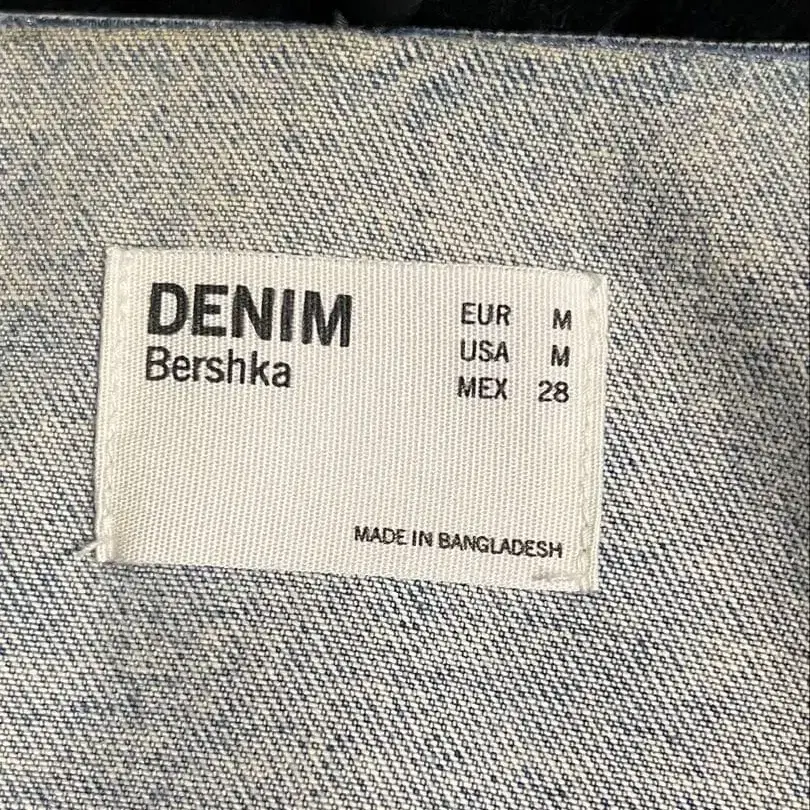 DENIM
Bershka
EUR M
USA M
MEX 28
MADE IN BANGLADESH